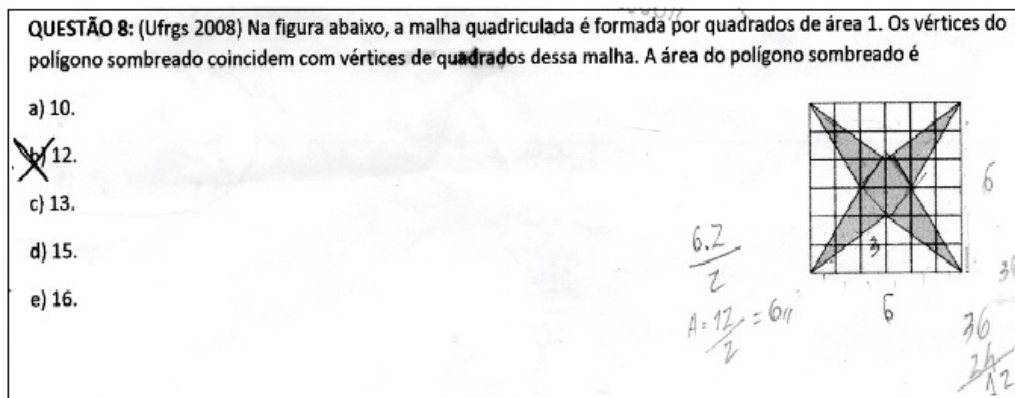 QUESTÃO 8: (Ufrgs 2008) Na figura abaixo, a malha quadriculada é formada por quadrados de área 1. Os vértices do
polígono sombreado coincidem com vértices de quadrados dessa malha. A área do polígono sombreado é
a) 10.
b) 12.
c) 13.
d) 15.
e) 16.
6
3
6.2
2
A = 12 = 6
2
6
36
36
24
12